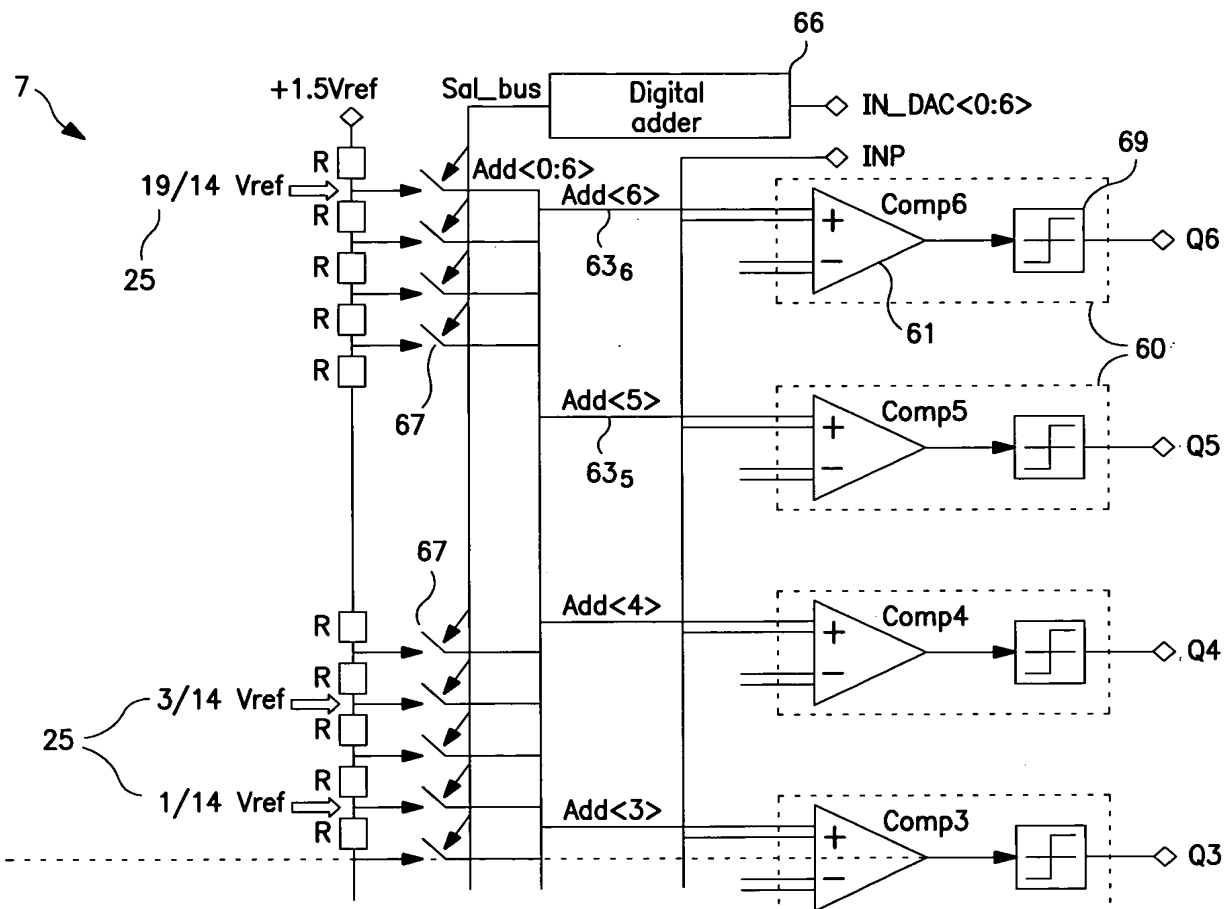 66
7
+1.5Vref
Sal_bus
Digital
adder
IN_DAC<0:6>
INP
R
Add<0:6>
69
19/14 Vref
Add<6>
Comp6
+
−
Q6
R
25
63₆
R
61
R
60
R
67
Add<5>
Comp5
+
−
Q5
63₅
67
R
Add<4>
Comp4
+
−
Q4
R
3/14 Vref
25
R
R
1/14 Vref
Add<3>
Comp3
R
+
−
Q3